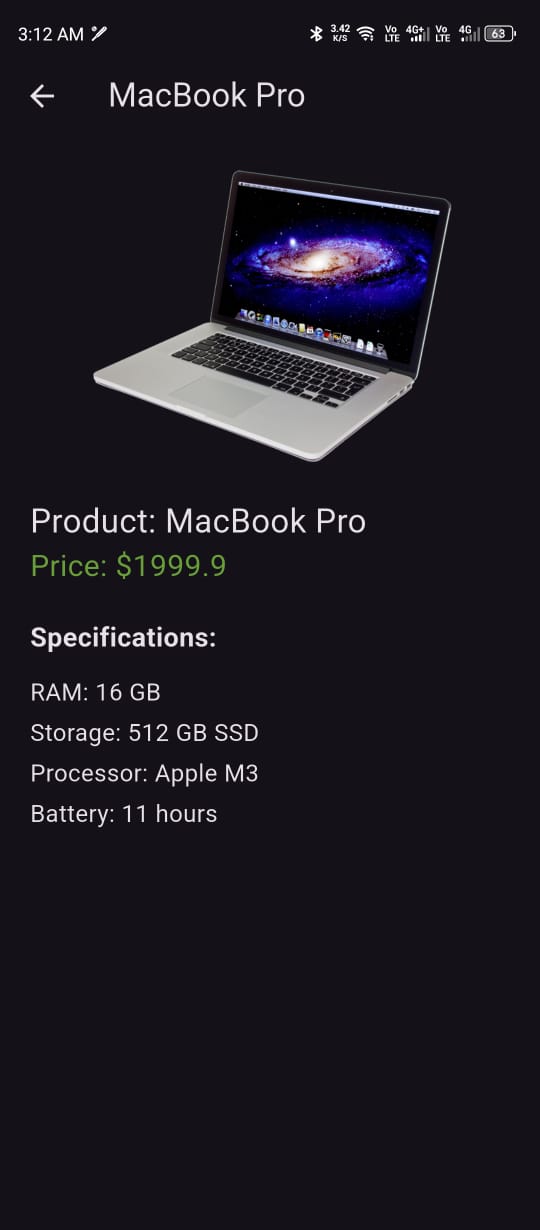 3:12 AM 3.42 K/S Vo LTE 4G+ Vo LTE 4G 63
MacBook Pro
Product: MacBook Pro
Price: $1999.9
Specifications:
RAM: 16 GB
Storage: 512 GB SSD
Processor: Apple M3
Battery: 11 hours